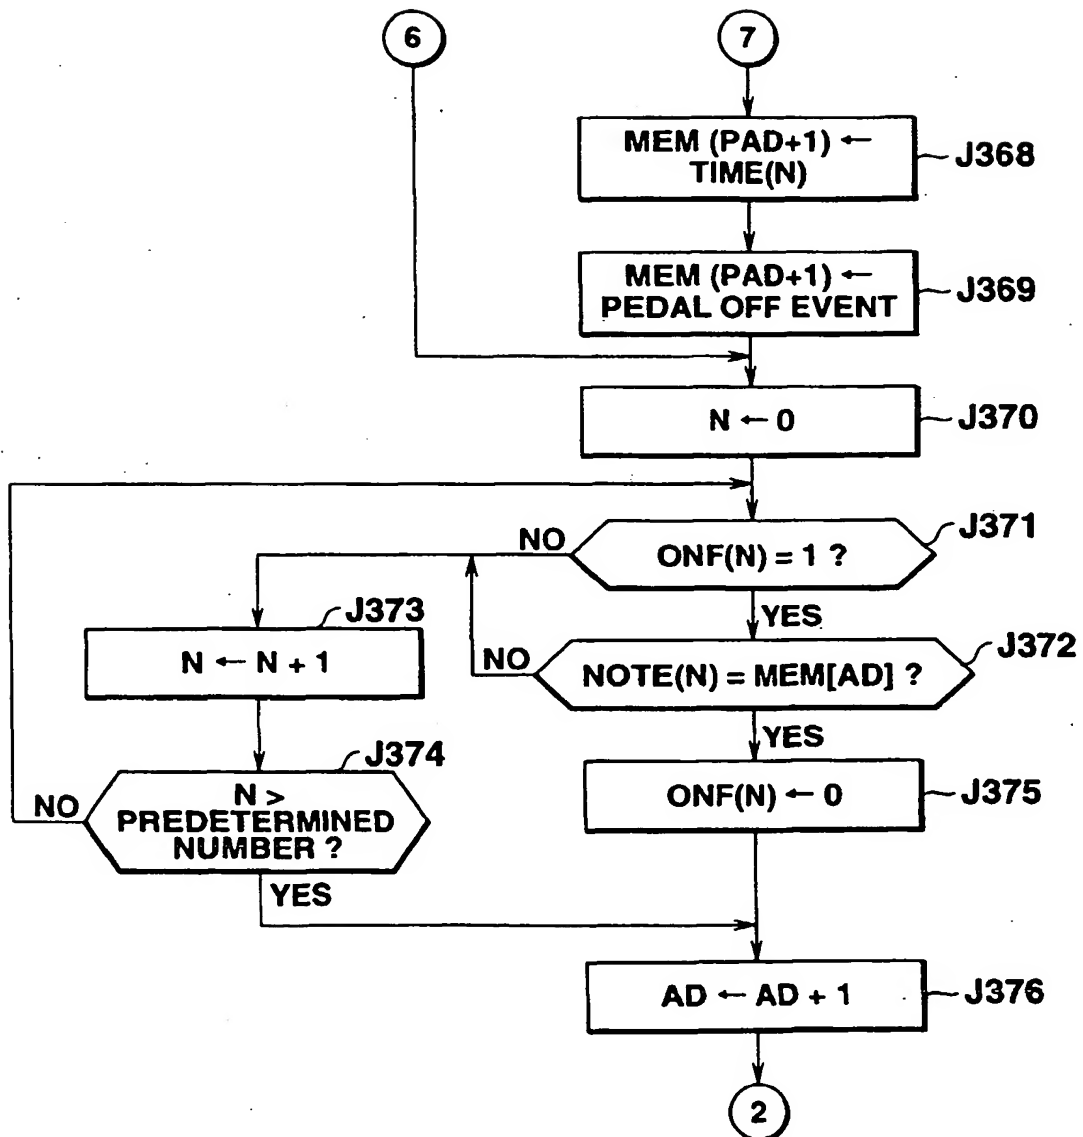 6
7
MEM (PAD+1) ←
TIME(N)
J368
MEM (PAD+1) ←
PEDAL OFF EVENT
J369
N ← 0
J370
J371
NO
ONF(N) = 1 ?
YES
J373
N ← N + 1
J372
NO
NOTE(N) = MEM[AD] ?
YES
J374
NO
N >
PREDETERMINED
NUMBER ?
YES
ONF(N) ← 0
J375
AD ← AD + 1
J376
2